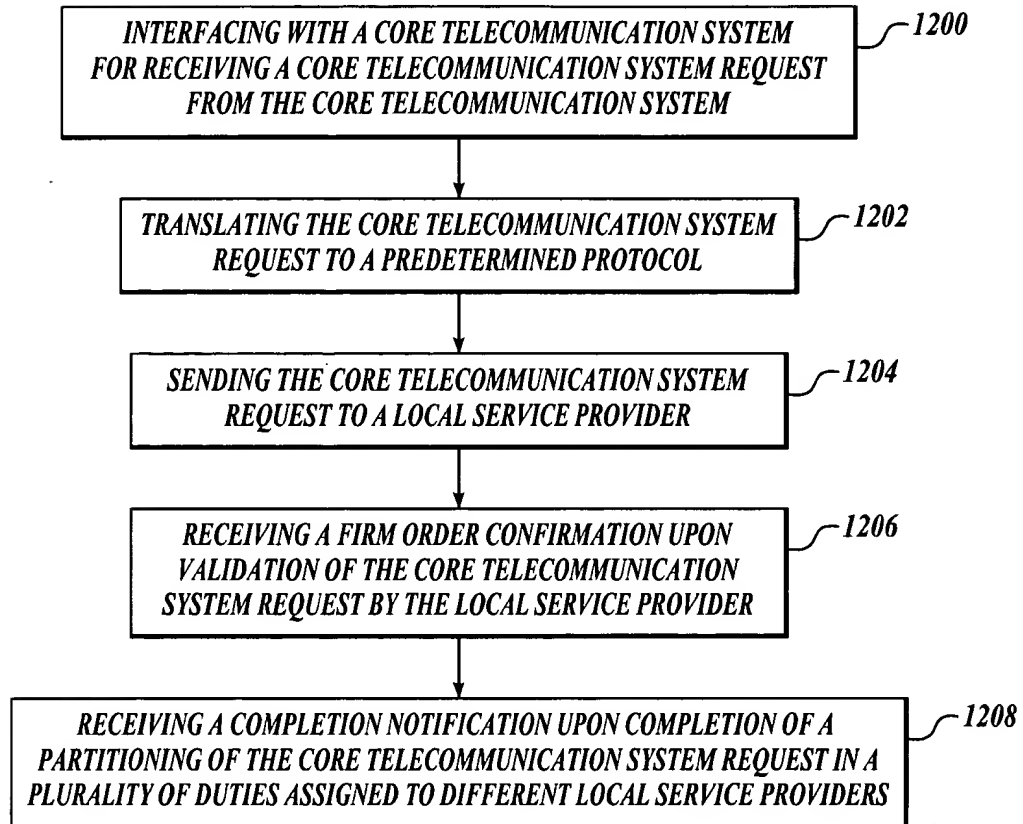 INTERFACING WITH A CORE TELECOMMUNICATION SYSTEM
FOR RECEIVING A CORE TELECOMMUNICATION SYSTEM REQUEST
FROM THE CORE TELECOMMUNICATION SYSTEM
1200
TRANSLATING THE CORE TELECOMMUNICATION SYSTEM
REQUEST TO A PREDETERMINED PROTOCOL
1202
SENDING THE CORE TELECOMMUNICATION SYSTEM
REQUEST TO A LOCAL SERVICE PROVIDER
1204
RECEIVING A FIRM ORDER CONFIRMATION UPON
VALIDATION OF THE CORE TELECOMMUNICATION
SYSTEM REQUEST BY THE LOCAL SERVICE PROVIDER
1206
RECEIVING A COMPLETION NOTIFICATION UPON COMPLETION OF A
PARTITIONING OF THE CORE TELECOMMUNICATION SYSTEM REQUEST IN A
PLURALITY OF DUTIES ASSIGNED TO DIFFERENT LOCAL SERVICE PROVIDERS
1208